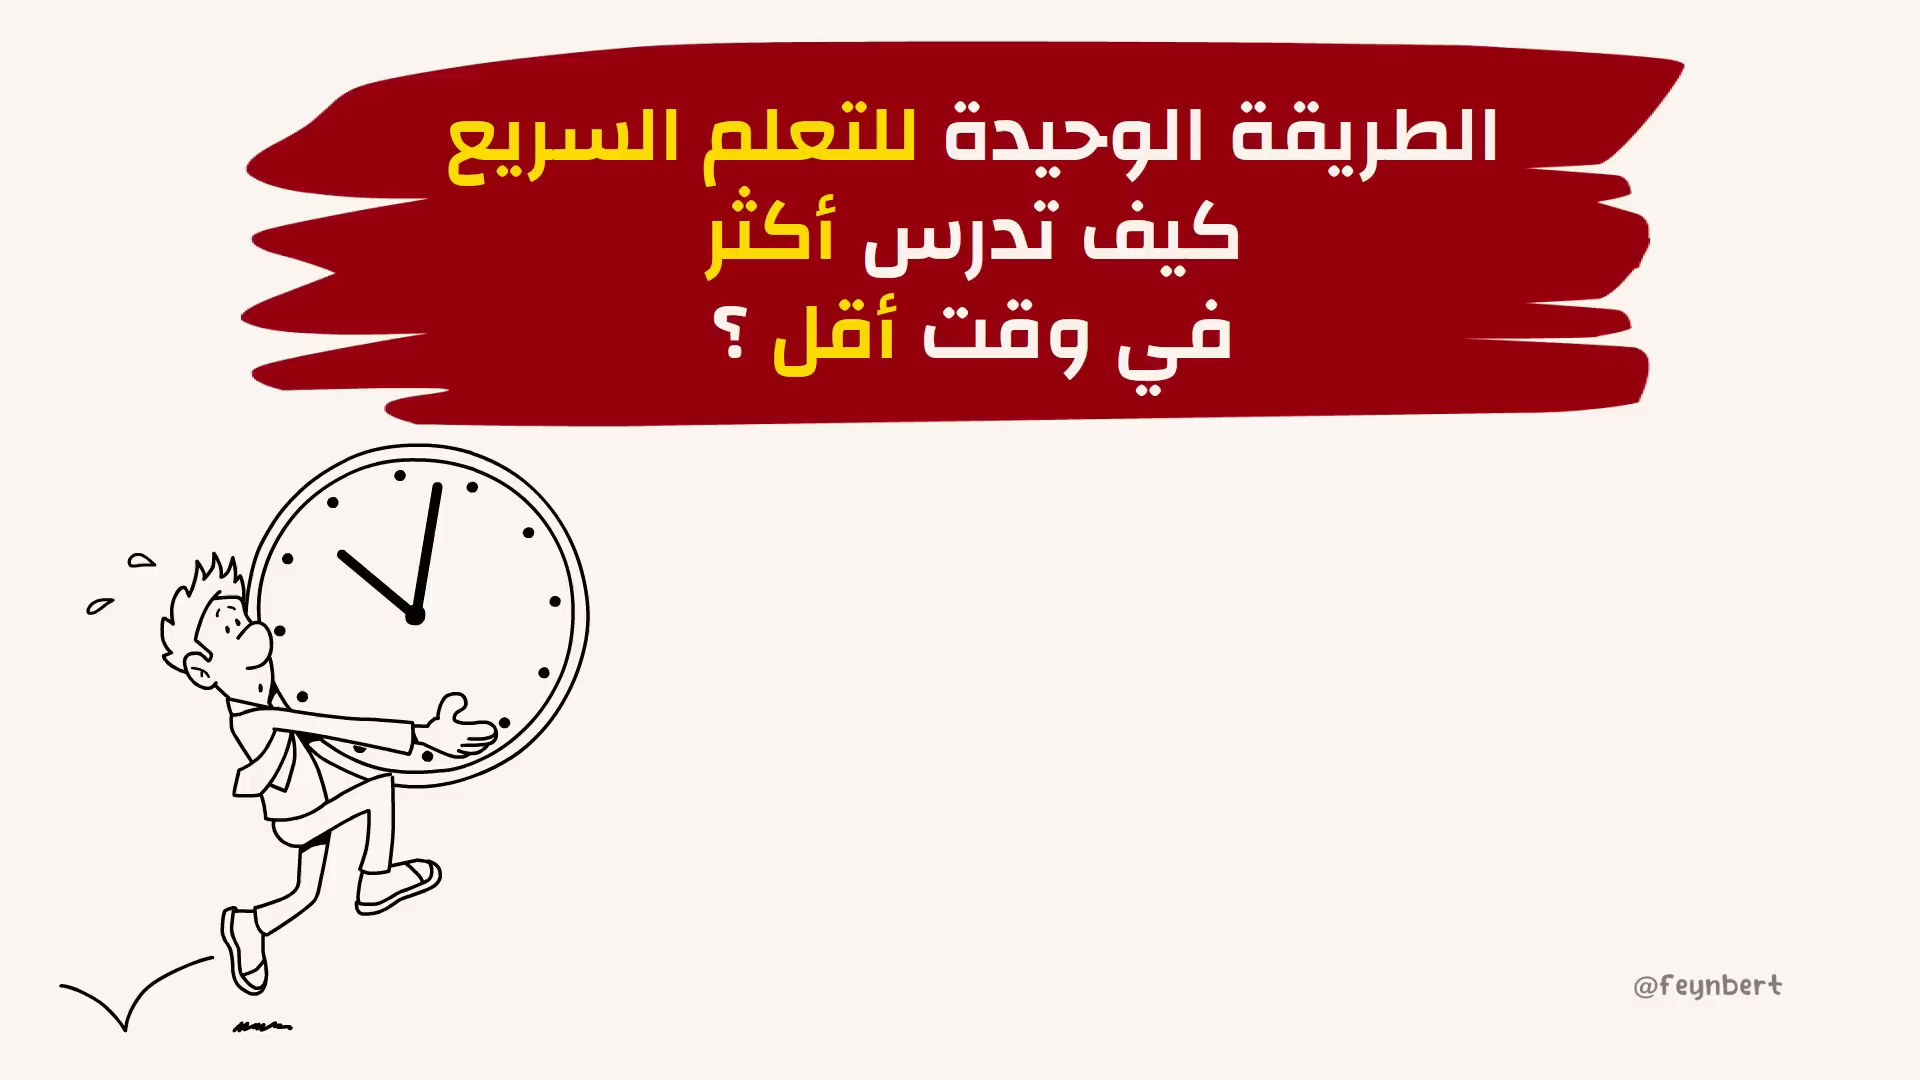 الطريقة الوحيدة للتعلم السريع
كيف تدرس أكثر
في وقت أقل ؟
@feynbert